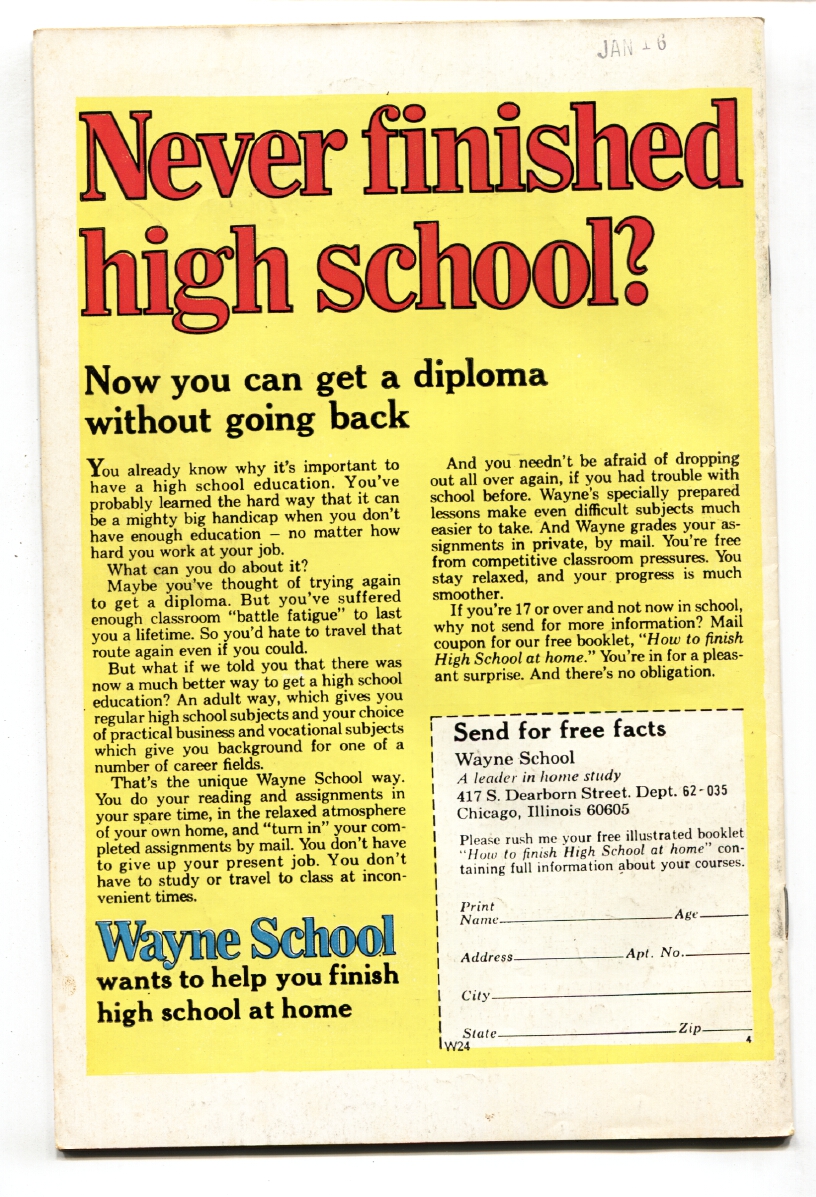 JAN 16
Never finished
high school?
Now you can get a diploma
without going back
You already know why it's important to
have a high school education. You've
probably learned the hard way that it can
be a mighty big handicap when you don't
have enough education – no matter how
hard you work at your job.
What can you do about it?
Maybe you've thought of trying again
to get a diploma. But you've suffered
enough classroom "battle fatigue" to last
you a lifetime. So you'd hate to travel that
route again even if you could.
But what if we told you that there was
now a much better way to get a high school
education? An adult way, which gives you
regular high school subjects and your choice
of practical business and vocational subjects
which give you background for one of a
number of career fields.
That's the unique Wayne School way.
You do your reading and assignments in
your spare time, in the relaxed atmosphere
of your own home, and "turn in" your com-
pleted assignments by mail. You don't have
to give up your present job. You don't
have to study or travel to class at incon-
venient times.
Wayne School
wants to help you finish
high school at home
And you needn't be afraid of dropping
out all over again, if you had trouble with
school before. Wayne's specially prepared
lessons make even difficult subjects much
easier to take. And Wayne grades your as-
signments in private, by mail. You're free
from competitive classroom pressures. You
stay relaxed, and your progress is much
smoother.
If you're 17 or over and not now in school,
why not send for more information? Mail
coupon for our free booklet, "How to finish
High School at home." You're in for a pleas-
ant surprise. And there's no obligation.
Send for free facts
Wayne School
A leader in home study
417 S. Dearborn Street. Dept. 62-035
Chicago, Illinois 60605
Please rush me your free illustrated booklet
"How to finish High School at home" con-
taining full information about your courses.
Print
Name Age
Address Apt. No.
City
State Zip
W24 4